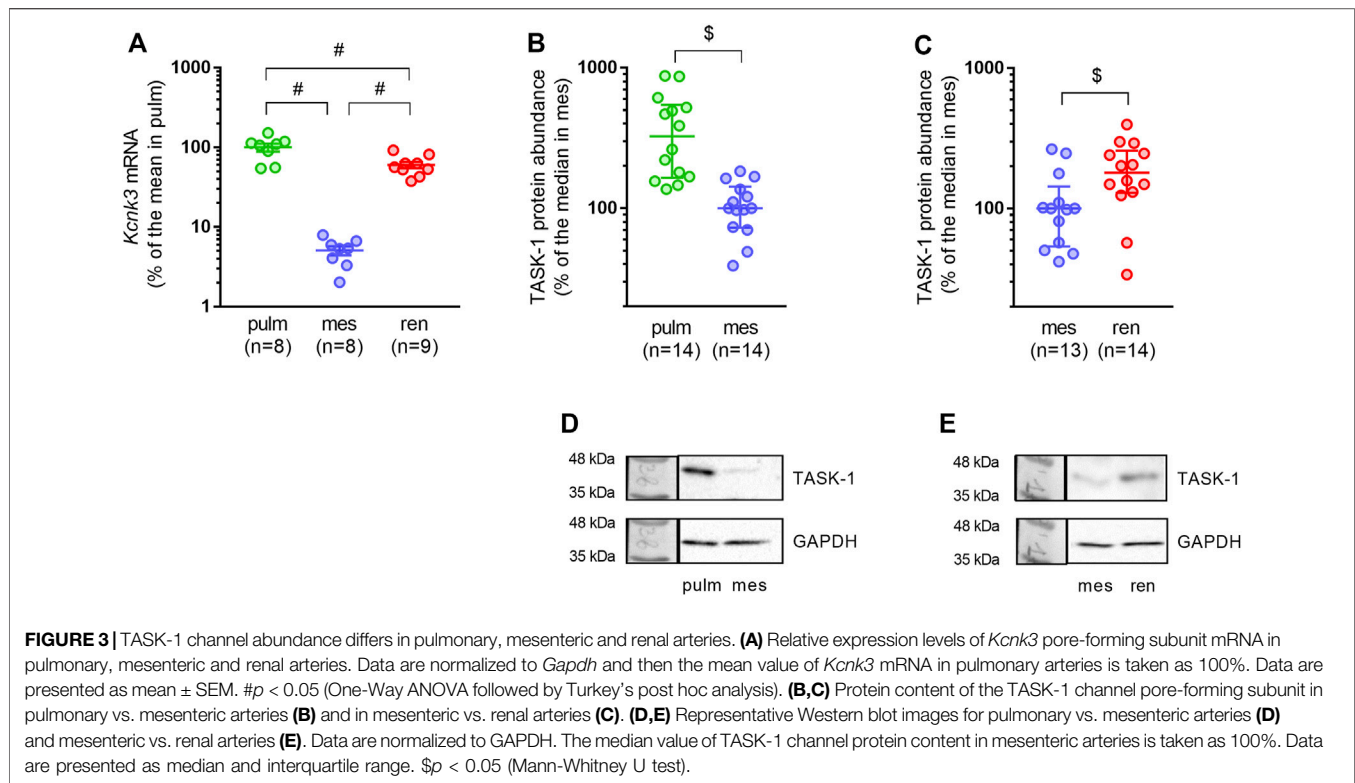 A
#
#
#
Kcnk3 mRNA
(% of the mean in pulm)
1000
100
10
1
pulm mes ren
(n=8) (n=8) (n=9)
B
$
TASK-1 protein abundance
(% of the median in mes)
1000
100
pulm mes
(n=14) (n=14)
C
$
TASK-1 protein abundance
(% of the median in mes)
1000
100
mes ren
(n=13) (n=14)
D
48 kDa
35 kDa
TASK-1
48 kDa
35 kDa
GAPDH
pulm mes
E
48 kDa
35 kDa
TASK-1
48 kDa
35 kDa
GAPDH
mes ren
FIGURE 3 | TASK-1 channel abundance differs in pulmonary, mesenteric and renal arteries. (A) Relative expression levels of Kcnk3 pore-forming subunit mRNA in
pulmonary, mesenteric and renal arteries. Data are normalized to Gapdh and then the mean value of Kcnk3 mRNA in pulmonary arteries is taken as 100%. Data are
presented as mean ± SEM. #p < 0.05 (One-Way ANOVA followed by Turkey's post hoc analysis). (B,C) Protein content of the TASK-1 channel pore-forming subunit in
pulmonary vs. mesenteric arteries (B) and in mesenteric vs. renal arteries (C). (D,E) Representative Western blot images for pulmonary vs. mesenteric arteries (D)
and mesenteric vs. renal arteries (E). Data are normalized to GAPDH. The median value of TASK-1 channel protein content in mesenteric arteries is taken as 100%. Data
are presented as median and interquartile range. $p < 0.05 (Mann-Whitney U test).